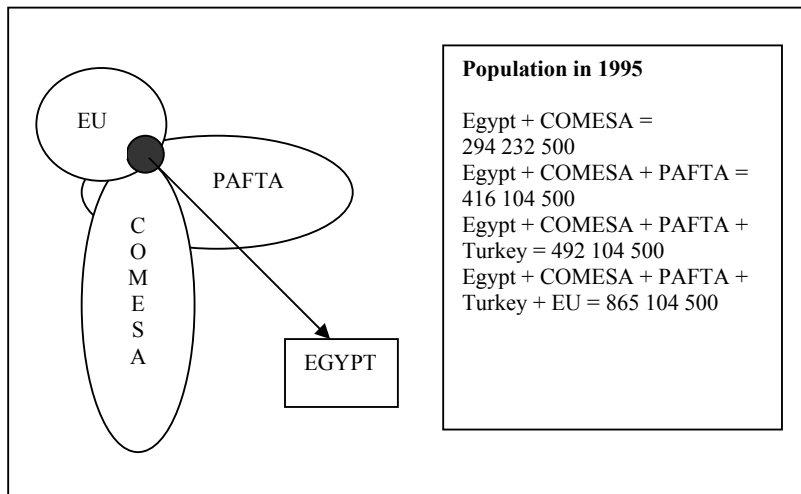 EU
PAFTA
C
O
M
E
S
A
EGYPT
Population in 1995
Egypt + COMESA =
294 232 500
Egypt + COMESA + PAFTA =
416 104 500
Egypt + COMESA + PAFTA +
Turkey = 492 104 500
Egypt + COMESA + PAFTA +
Turkey + EU = 865 104 500